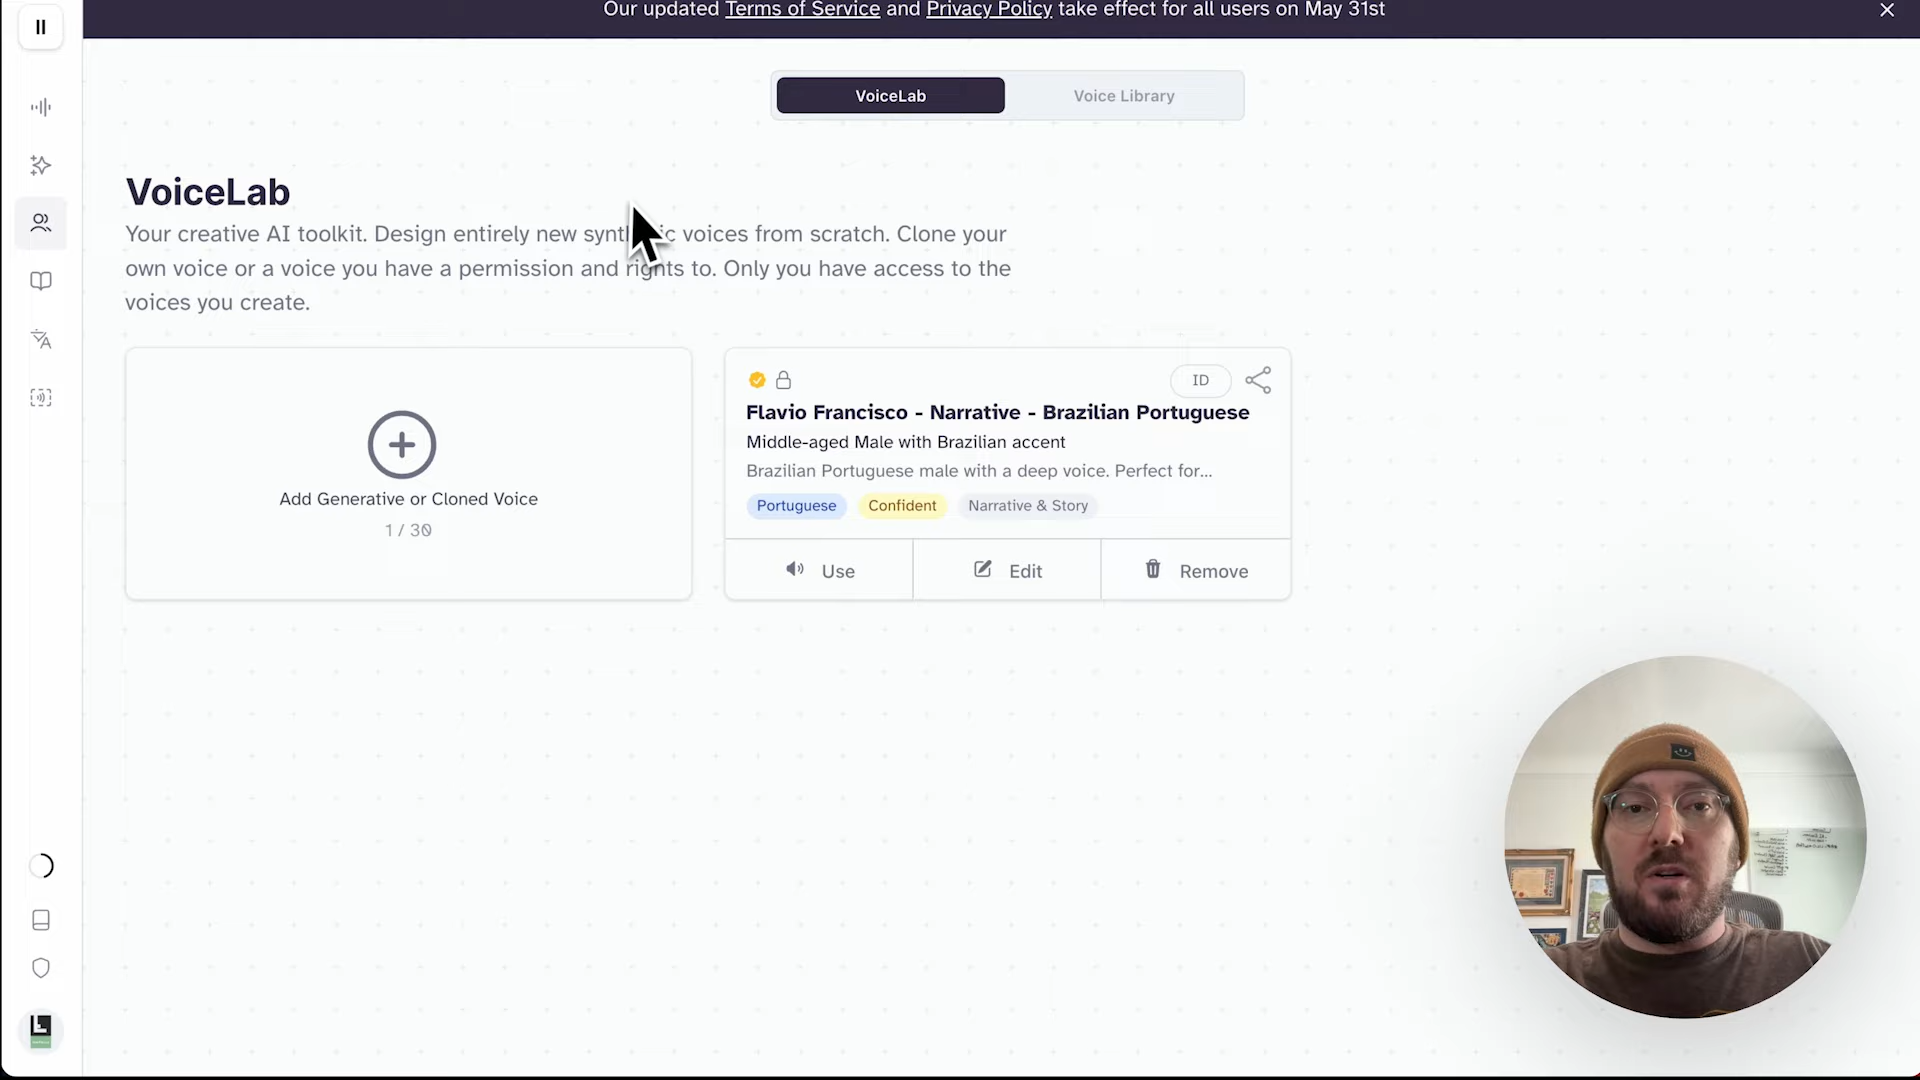 Our updated Terms of Service and Privacy Policy take effect for all users on May 31st
VoiceLab
Voice Library
VoiceLab
Your creative AI toolkit. Design entirely new synt c voices from scratch. Clone your
own voice or a voice you have a permission and rights to. Only you have access to the
voices you create.
Add Generative or Cloned Voice
1 / 30
ID
Flavio Francisco - Narrative - Brazilian Portuguese
Middle-aged Male with Brazilian accent
Brazilian Portuguese male with a deep voice. Perfect for...
Portuguese
Confident
Narrative & Story
Use
Edit
Remove